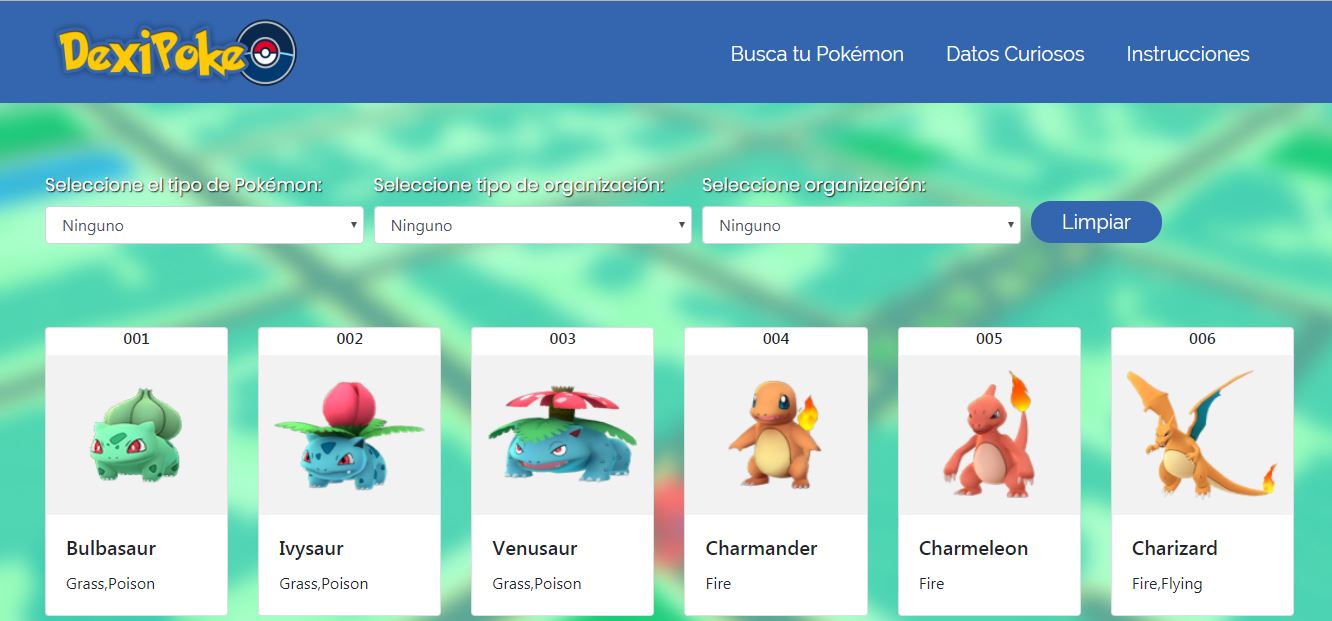 DexiPoke
Busca tu Pokémon Datos Curiosos Instrucciones
Seleccione el tipo de Pokémon: Seleccione tipo de organización: Seleccione organización:
Ninguno Ninguno Ninguno Limpiar
001 002 003 004 005 006
Bulbasaur Ivysaur Venusaur Charmander Charmeleon Charizard
Grass,Poison Grass,Poison Grass,Poison Fire Fire Fire,Flying